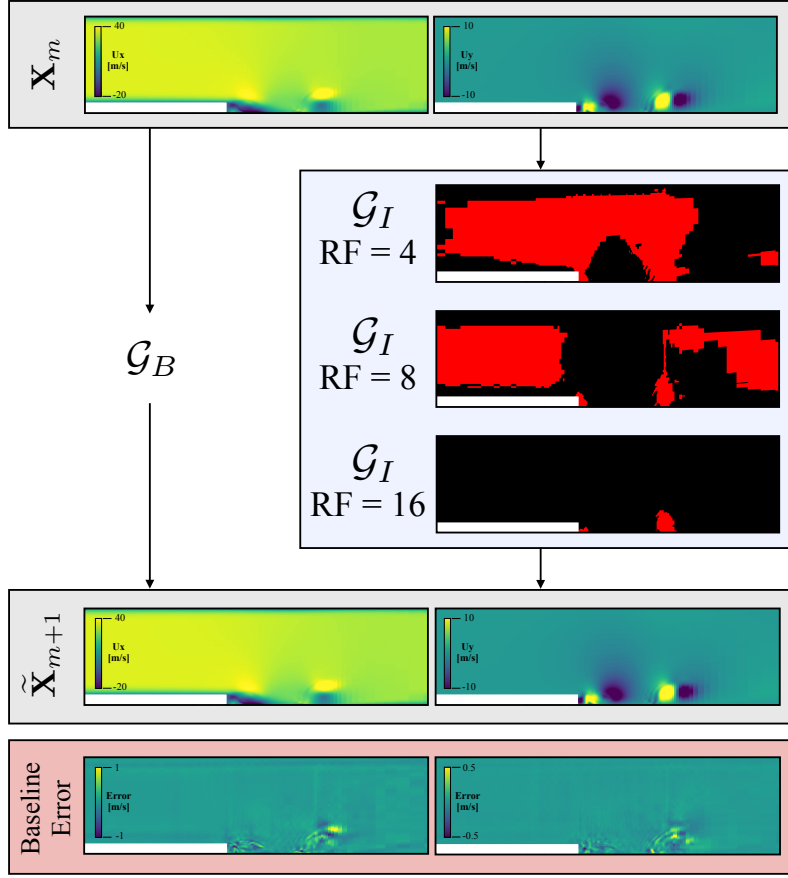 X_m
40
Ux
[m/s]
-20
10
Uy
[m/s]
-10
𝒢_I
RF = 4
𝒢_B
𝒢_I
RF = 8
𝒢_I
RF = 16
X̃_{m+1}
40
Ux
[m/s]
-20
10
Uy
[m/s]
-10
Baseline
Error
1
Error
[m/s]
-1
0.5
Error
[m/s]
-0.5